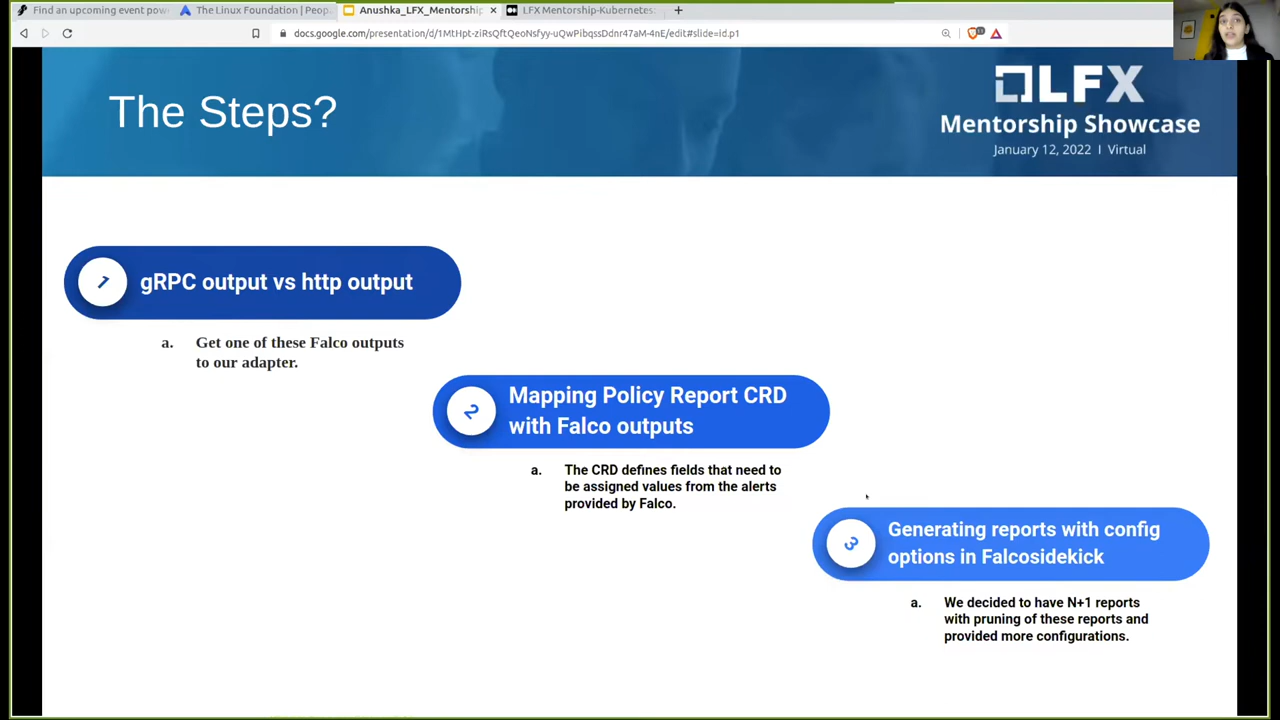 Find an upcoming event pow
The Linux Foundation | Peop
Anushka_LFX_Mentorship
LFX Mentorship-Kubernetes:
docs.google.com/presentation/d/1MtHpt-ziRsQftQeoNsfyy-uQwPibqssDdnr47aM-4nE/edit#slide=id.p1
The Steps?
LFX
Mentorship Showcase
January 12, 2022 | Virtual
1
gRPC output vs http output
a. Get one of these Falco outputs
to our adapter.
2
Mapping Policy Report CRD
with Falco outputs
a. The CRD defines fields that need to
be assigned values from the alerts
provided by Falco.
3
Generating reports with config
options in Falcosidekick
a. We decided to have N+1 reports
with pruning of these reports and
provided more configurations.